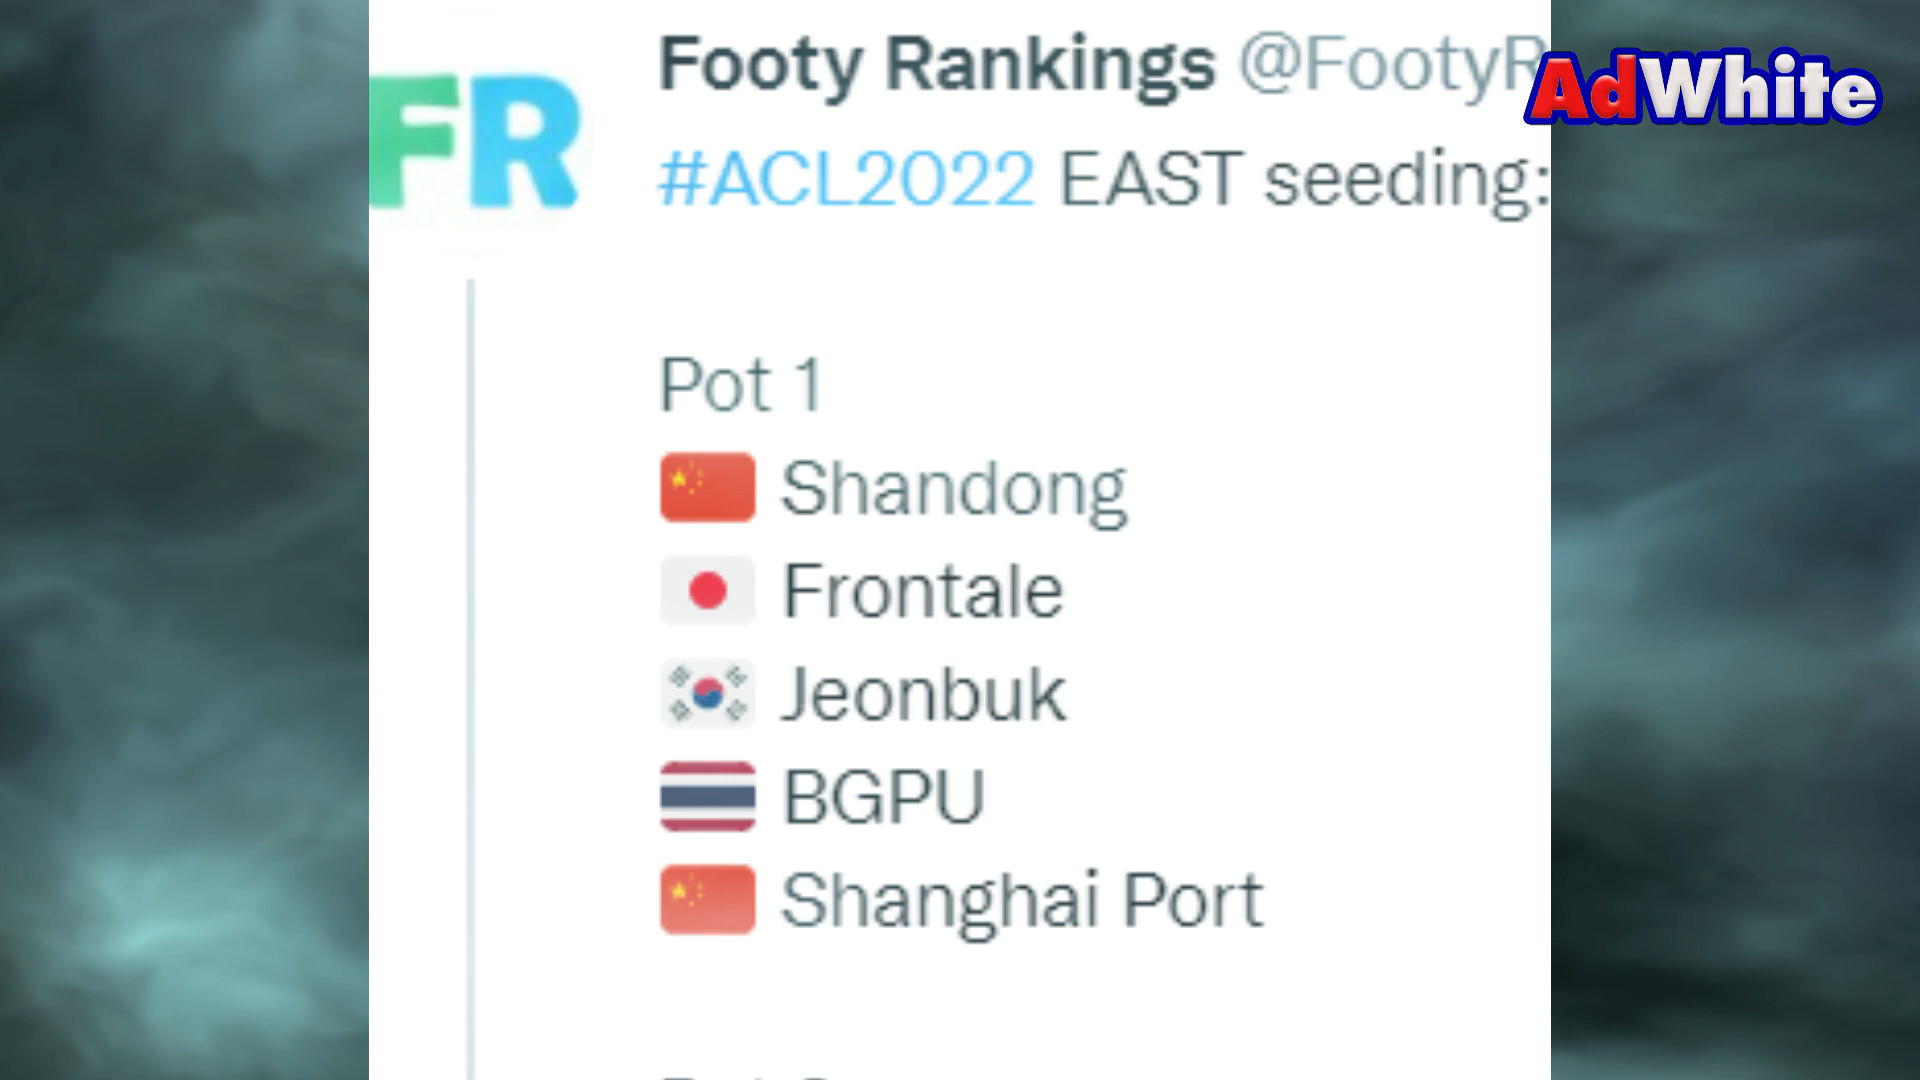 FR
Footy Rankings @FootyR
AdWhite
#ACL2022 EAST seeding:
Pot 1
Shandong
Frontale
Jeonbuk
BGPU
Shanghai Port